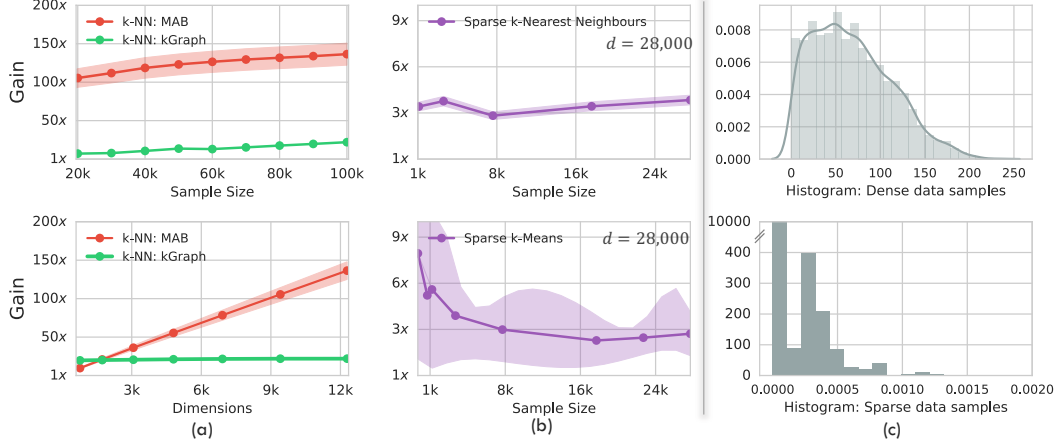 200x
150x
100x
50x
1x
Gain
k-NN: MAB
k-NN: kGraph
20k 40k 60k 80k 100k
Sample Size
9x
6x
3x
1x
Sparse k-Nearest Neighbours
d = 28,000
1k 8k 16k 24k
Sample Size
0.008
0.006
0.004
0.002
0.000
0 50 100 150 200 250
Histogram: Dense data samples
200x
150x
100x
50x
1x
Gain
k-NN: MAB
k-NN: kGraph
3k 6k 9k 12k
Dimensions
(a)
9x
6x
3x
1x
Sparse k-Means
d = 28,000
1k 8k 16k 24k
Sample Size
(b)
10000
400
300
200
100
0
0.0000 0.0005 0.0010 0.0015 0.0020
Histogram: Sparse data samples
(c)